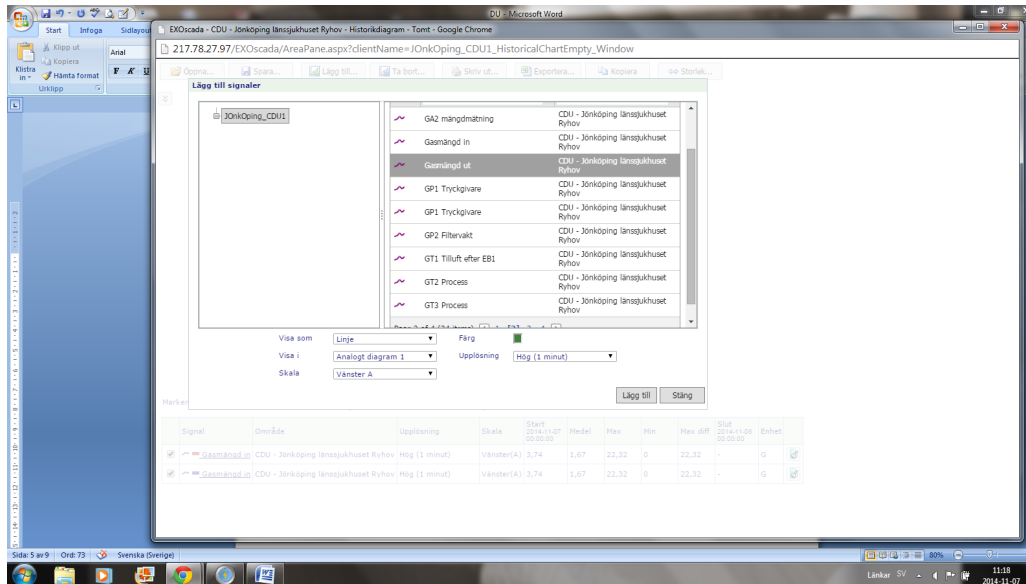 DU - Microsoft Word
Start Infoga Sidlayout
Klipp ut
Kopiera
Hämta format
Klistra in
Urklipp
Arial
F K U
EXOscada - CDU - Jönköping länssjukhuset Ryhov - Historikdiagram - Tomt - Google Chrome
217.78.27.97/EXOscada/AreaPane.aspx?clientName=JOnkOping_CDU1_HistoricalChartEmpty_Window
Öppna... Spara... Lägg till... Ta bort... Skriv ut... Exportera... Kopiera Storlek...
Lägg till signaler
JOnkOping_CDU1
GA2 mängdmätning CDU - Jönköping länssjukhuset Ryhov
Gasmängd in CDU - Jönköping länssjukhuset Ryhov
Gasmängd ut CDU - Jönköping länssjukhuset Ryhov
GP1 Tryckgivare CDU - Jönköping länssjukhuset Ryhov
GP1 Tryckgivare CDU - Jönköping länssjukhuset Ryhov
GP2 Filtervakt CDU - Jönköping länssjukhuset Ryhov
GT1 Tilluft efter EB1 CDU - Jönköping länssjukhuset Ryhov
GT2 Process CDU - Jönköping länssjukhuset Ryhov
GT3 Process CDU - Jönköping länssjukhuset Ryhov
Visa som Linje Färg
Visa i Analogt diagram 1 Upplösning Hög (1 minut)
Skala Vänster A
Lägg till Stäng
Marker
Signal Område Upplösning Skala Start 2014-11-07 00:00:00 Medel Max Min Max diff Slut 2014-11-06 00:00:00 Enhet
Gasmängd in CDU - Jönköping länssjukhuset Ryhov Hög (1 minut) Vänster(A) 3,74 1,67 22,32 0 22,32 - G
Gasmängd in CDU - Jönköping länssjukhuset Ryhov Hög (1 minut) Vänster(A) 3,74 1,67 22,32 0 22,32 - G
Sida: 5 av 9 Ord: 73 Svenska (Sverige) 80%
Länkar SV 11:18
2014-11-07